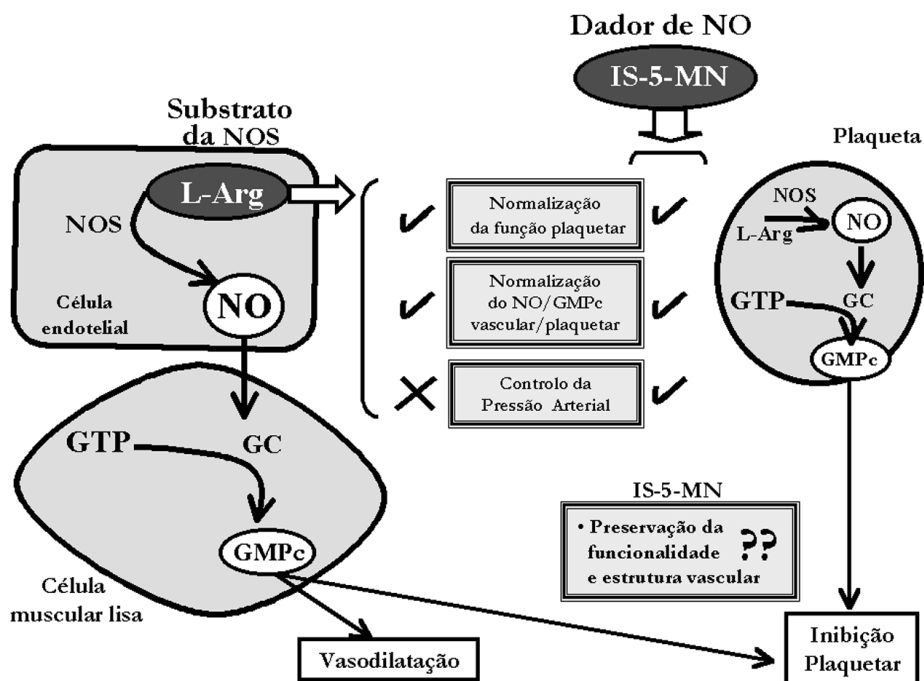 Dador de NO
IS-5-MN
Substrato
da NOS
L-Arg
NOS
NO
Célula
endotelial
Normalização
da função plaquetar
Normalização
do NO/GMPc
vascular/plaquetar
Controlo da
Pressão Arterial
Plaqueta
NOS
L-Arg
NO
GTP
GC
GMPc
GTP
GC
GMPc
Célula
muscular lisa
IS-5-MN
• Preservação da
funcionalidade
e estrutura vascular
??
Vasodilatação
Inibição
Plaquetar